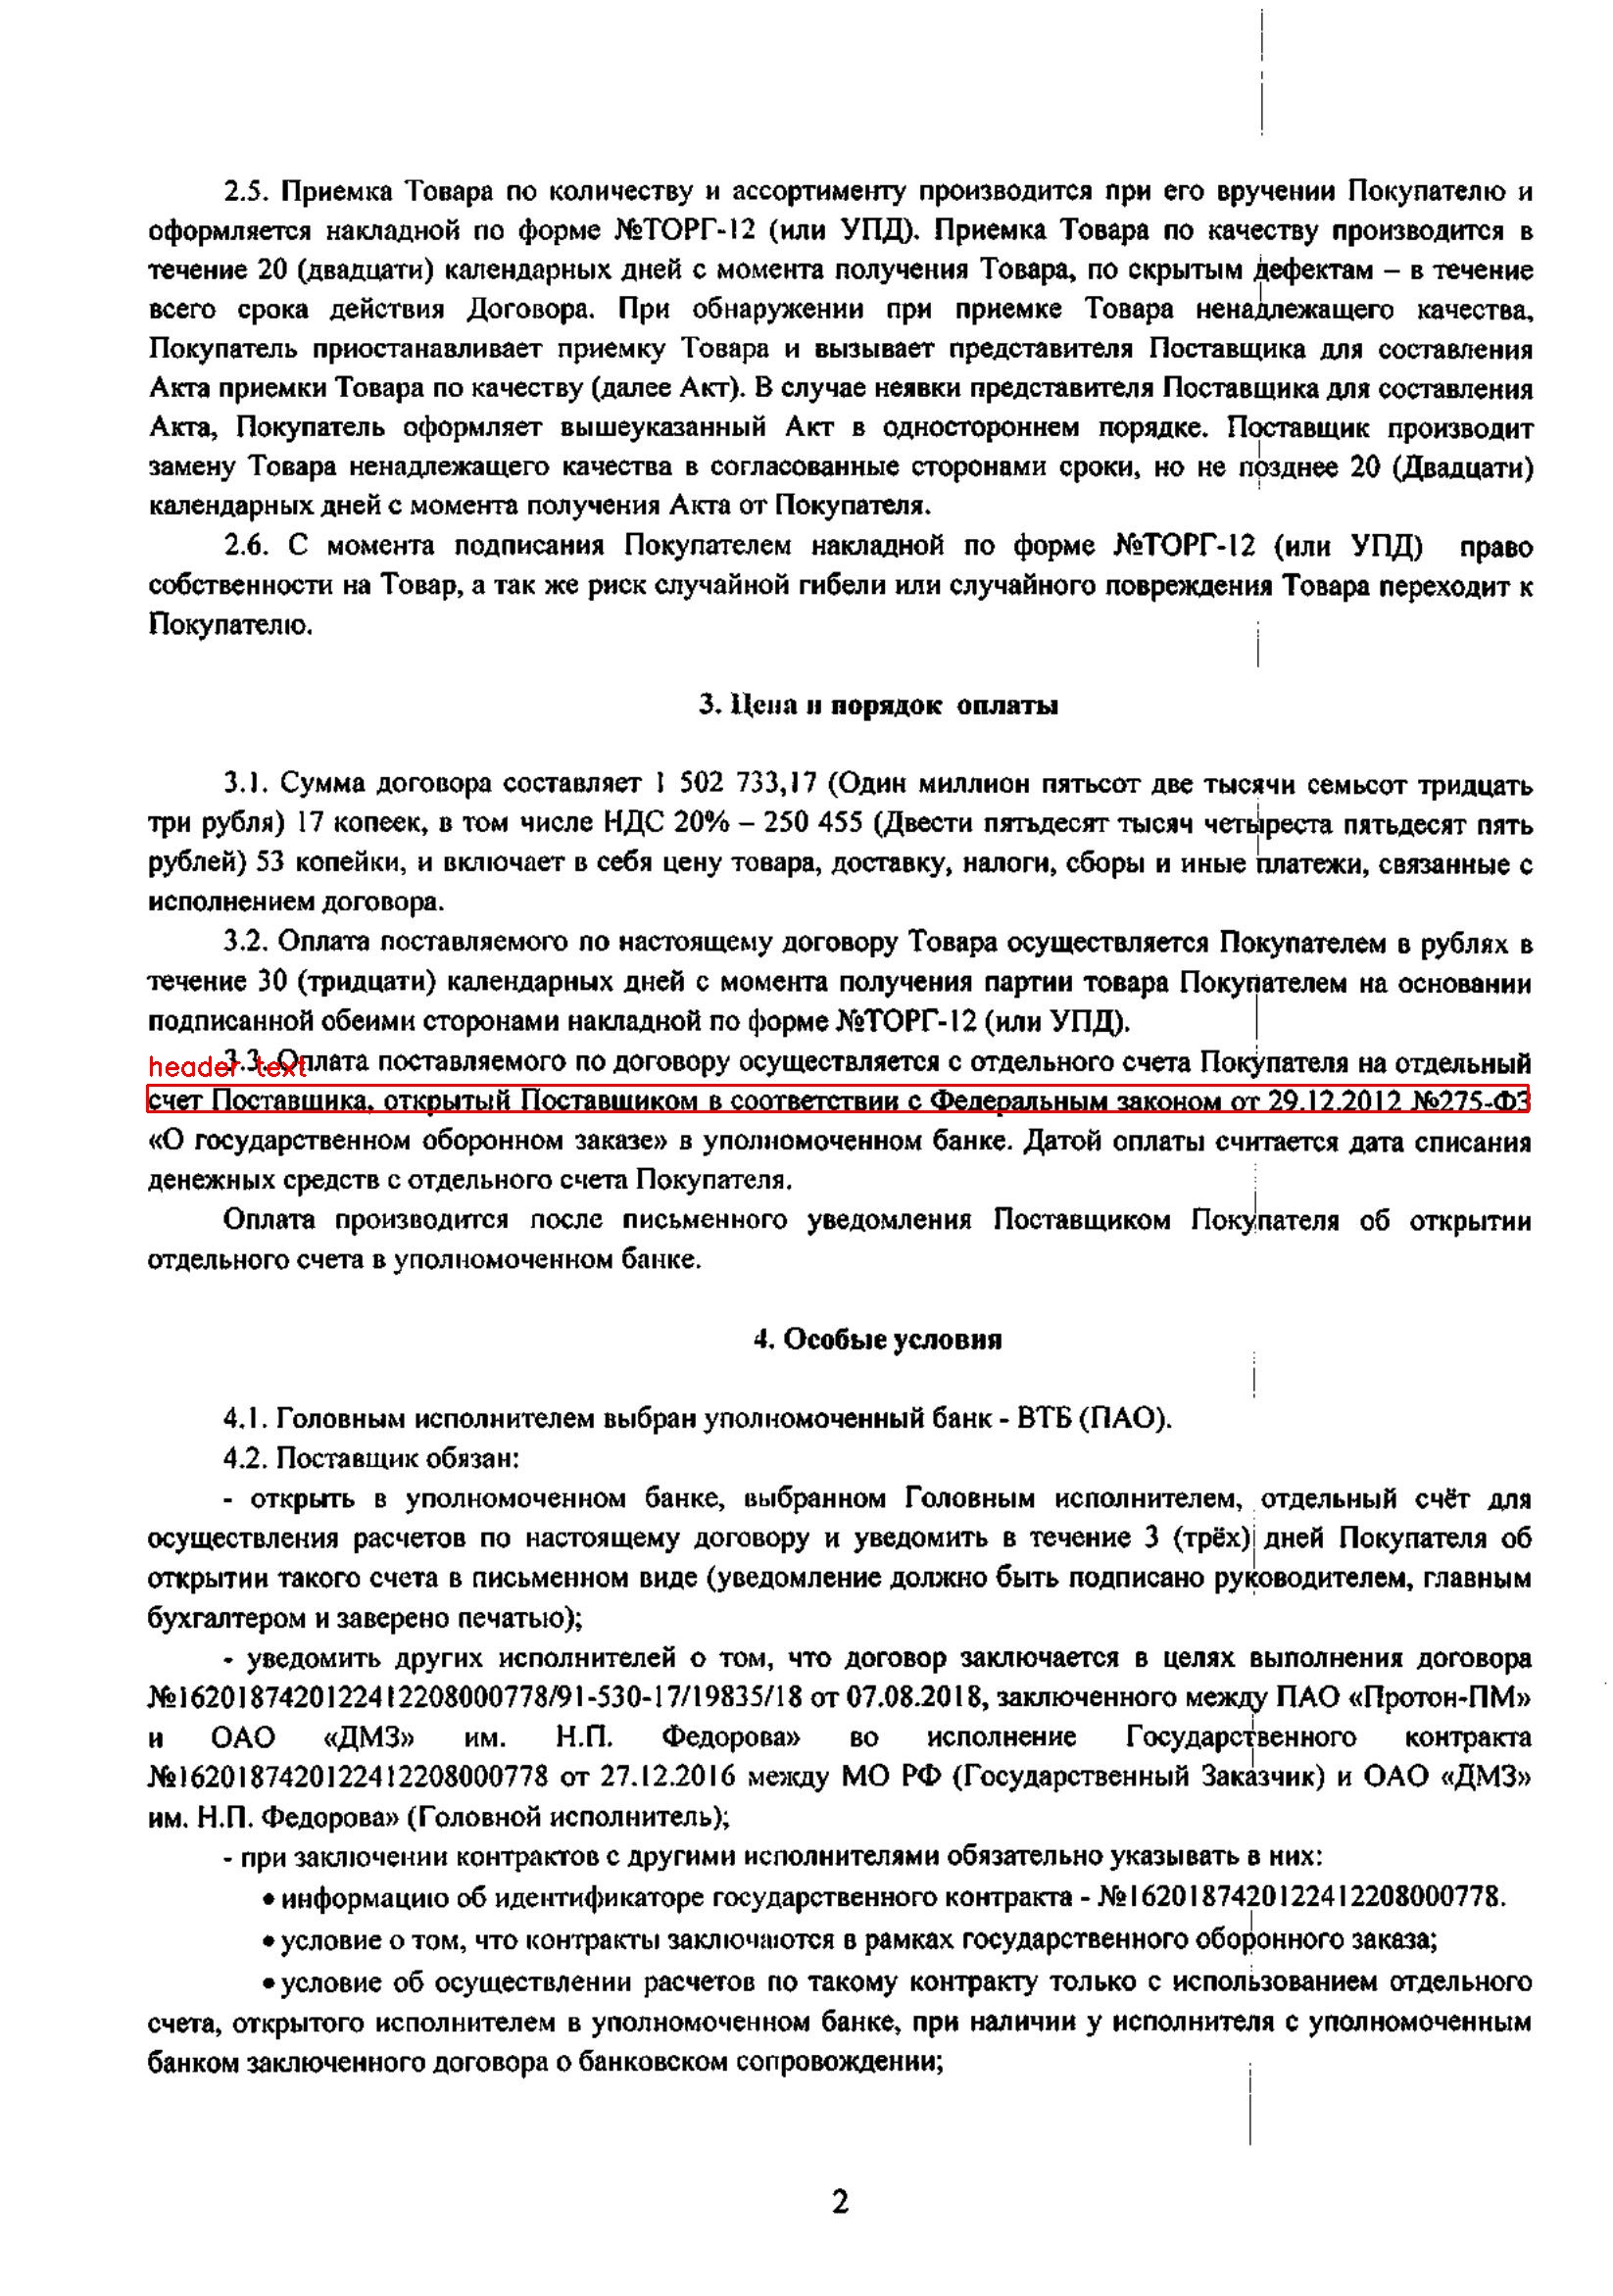 2.5. Приемка Товара по количеству и ассортименту производится при его вручении Покупателю и
оформляется накладной по форме №ТОРГ-12 (или УПД). Приемка Товара по качеству производится в
течение 20 (двадцати) календарных дней с момента получения Товара, по скрытым дефектам – в течение
всего срока действия Договора. При обнаружении при приемке Товара ненадлежащего качества,
Покупатель приостанавливает приемку Товара и вызывает представителя Поставщика для составления
Акта приемки Товара по качеству (далее Акт). В случае неявки представителя Поставщика для составления
Акта, Покупатель оформляет вышеуказанный Акт в одностороннем порядке. Поставщик производит
замену Товара ненадлежащего качества в согласованные сторонами сроки, но не позднее 20 (Двадцати)
календарных дней с момента получения Акта от Покупателя.
2.6. С момента подписания Покупателем накладной по форме №ТОРГ-12 (или УПД) право
собственности на Товар, а так же риск случайной гибели или случайного повреждения Товара переходит к
Покупателю.
3. Цена и порядок оплаты
3.1. Сумма договора составляет 1 502 733,17 (Один миллион пятьсот две тысячи семьсот тридцать
три рубля) 17 копеек, в том числе НДС 20% – 250 455 (Двести пятьдесят тысяч четыреста пятьдесят пять
рублей) 53 копейки, и включает в себя цену товара, доставку, налоги, сборы и иные платежи, связанные с
исполнением договора.
3.2. Оплата поставляемого по настоящему договору Товара осуществляется Покупателем в рублях в
течение 30 (тридцати) календарных дней с момента получения партии товара Покупателем на основании
подписанной обеими сторонами накладной по форме №ТОРГ-12 (или УПД).
header_text
3.3. Оплата поставляемого по договору осуществляется с отдельного счета Покупателя на отдельный
счет Поставщика, открытый Поставщиком в соответствии с Федеральным законом от 29.12.2012 №275-ФЗ
«О государственном оборонном заказе» в уполномоченном банке. Датой оплаты считается дата списания
денежных средств с отдельного счета Покупателя.
Оплата производится после письменного уведомления Поставщиком Покупателя об открытии
отдельного счета в уполномоченном банке.
4. Особые условия
4.1. Головным исполнителем выбран уполномоченный банк - ВТБ (ПАО).
4.2. Поставщик обязан:
- открыть в уполномоченном банке, выбранном Головным исполнителем, отдельный счёт для
осуществления расчетов по настоящему договору и уведомить в течение 3 (трёх) дней Покупателя об
открытии такого счета в письменном виде (уведомление должно быть подписано руководителем, главным
бухгалтером и заверено печатью);
- уведомить других исполнителей о том, что договор заключается в целях выполнения договора
№1620187420122412208000778/91-530-17/19835/18 от 07.08.2018, заключенного между ПАО «Протон-ПМ»
и ОАО «ДМЗ» им. Н.П. Федорова» во исполнение Государственного контракта
№1620187420122412208000778 от 27.12.2016 между МО РФ (Государственный Заказчик) и ОАО «ДМЗ»
им. Н.П. Федорова» (Головной исполнитель);
- при заключении контрактов с другими исполнителями обязательно указывать в них:
• информацию об идентификаторе государственного контракта - №1620187420122412208000778.
• условие о том, что контракты заключаются в рамках государственного оборонного заказа;
• условие об осуществлении расчетов по такому контракту только с использованием отдельного
счета, открытого исполнителем в уполномоченном банке, при наличии у исполнителя с уполномоченным
банком заключенного договора о банковском сопровождении;
2